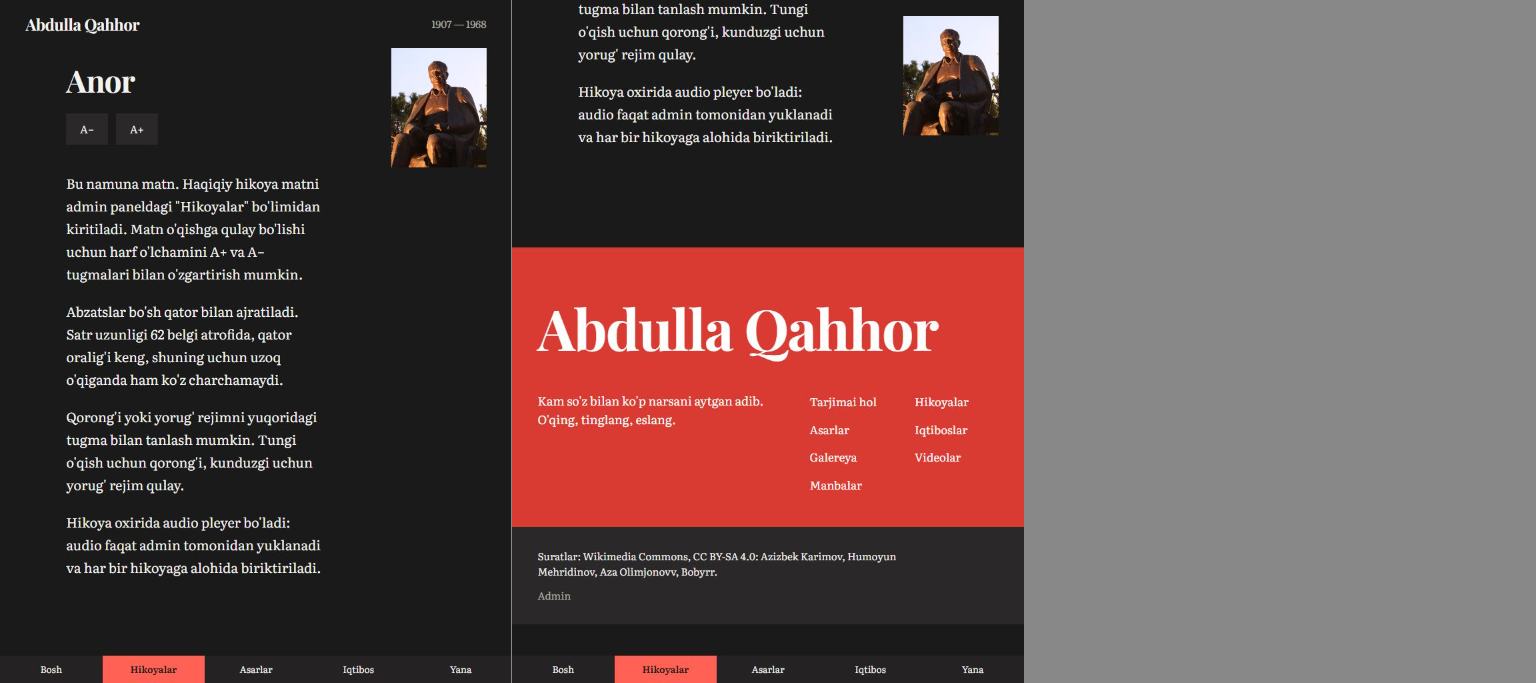 Abdulla Qahhor
1907 — 1968
Anor
A−
A+
Bu namuna matn. Haqiqiy hikoya matni
admin paneldagi "Hikoyalar" bo'limidan
kiritiladi. Matn o'qishga qulay bo'lishi
uchun harf o'lchamini A+ va A−
tugmalari bilan o'zgartirish mumkin.
Abzatslar bo'sh qator bilan ajratiladi.
Satr uzunligi 62 belgi atrofida, qator
oralig'i keng, shuning uchun uzoq
o'qiganda ham ko'z charchamaydi.
Qorong'i yoki yorug' rejimni yuqoridagi
tugma bilan tanlash mumkin. Tungi
o'qish uchun qorong'i, kunduzgi uchun
yorug' rejim qulay.
Hikoya oxirida audio pleyer bo'ladi:
audio faqat admin tomonidan yuklanadi
va har bir hikoyaga alohida biriktiriladi.
Bosh
Hikoyalar
Asarlar
Iqtibos
Yana
tugma bilan tanlash mumkin. Tungi
o'qish uchun qorong'i, kunduzgi uchun
yorug' rejim qulay.
Hikoya oxirida audio pleyer bo'ladi:
audio faqat admin tomonidan yuklanadi
va har bir hikoyaga alohida biriktiriladi.
Abdulla Qahhor
Kam so'z bilan ko'p narsani aytgan adib.
O'qing, tinglang, eslang.
Tarjimai hol
Hikoyalar
Asarlar
Iqtiboslar
Galereya
Videolar
Manbalar
Suratlar: Wikimedia Commons, CC BY-SA 4.0: Azizbek Karimov, Humoyun
Mehridinov, Aza Olimjonovv, Bobyrr.
Admin
Bosh
Hikoyalar
Asarlar
Iqtibos
Yana